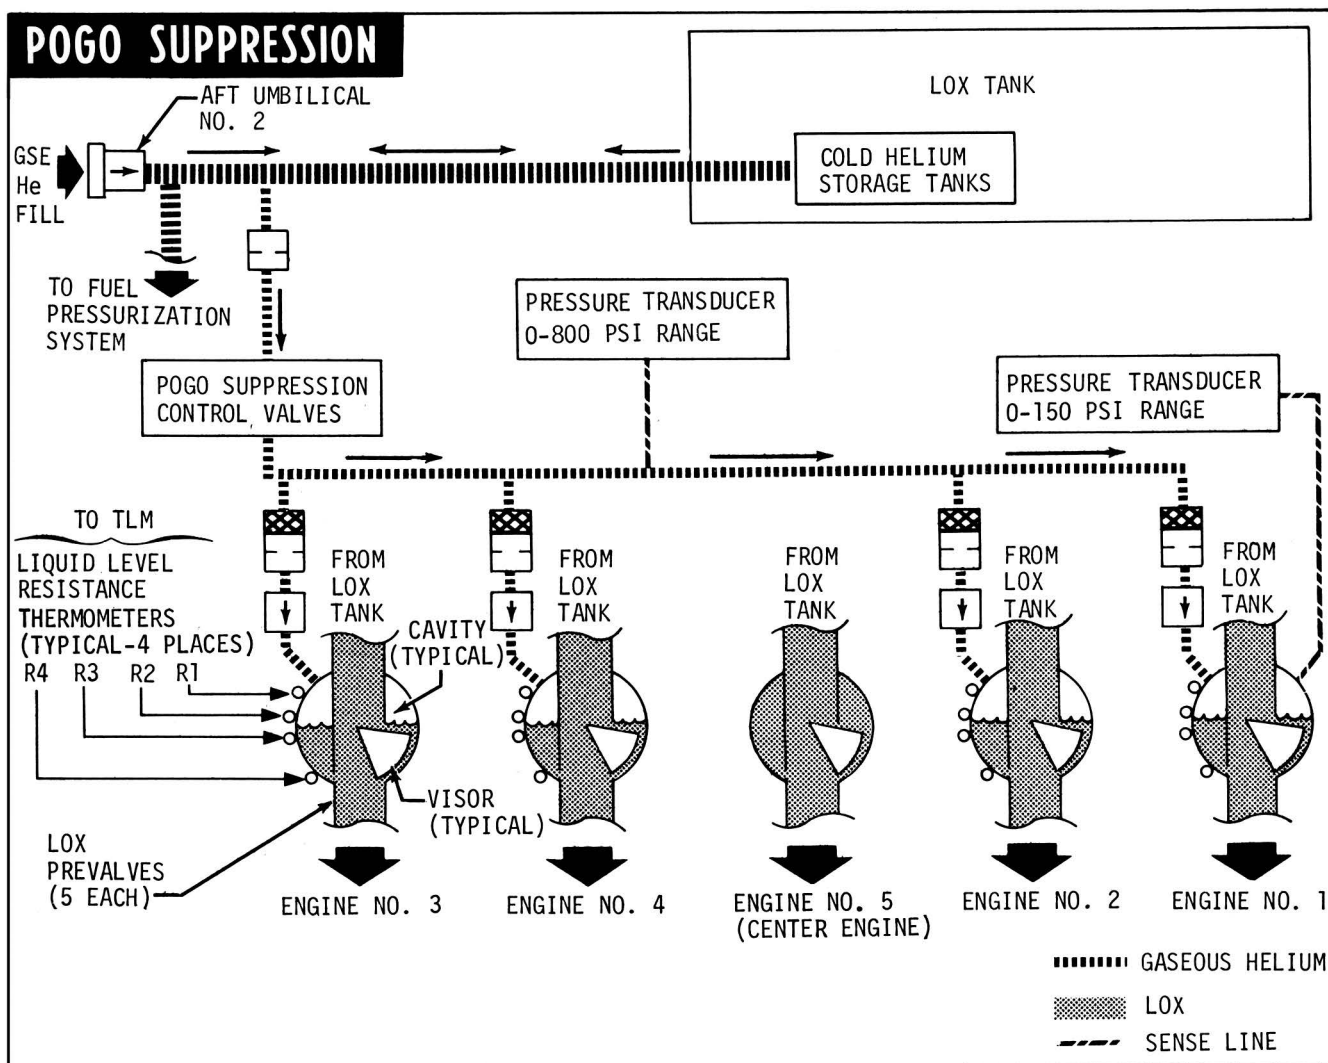 POGO SUPPRESSION
AFT UMBILICAL
NO. 2
GSE
He
FILL
LOX TANK
COLD HELIUM
STORAGE TANKS
TO FUEL
PRESSURIZATION
SYSTEM
PRESSURE TRANSDUCER
0-800 PSI RANGE
POGO SUPPRESSION
CONTROL VALVES
PRESSURE TRANSDUCER
0-150 PSI RANGE
TO TLM
LIQUID LEVEL
RESISTANCE
THERMOMETERS
(TYPICAL-4 PLACES)
R4 R3 R2 R1
FROM
LOX
TANK
CAVITY
(TYPICAL)
FROM
LOX
TANK
FROM
LOX
TANK
FROM
LOX
TANK
FROM
LOX
TANK
VISOR
(TYPICAL)
LOX
PREVALVES
(5 EACH)
ENGINE NO. 3
ENGINE NO. 4
ENGINE NO. 5
(CENTER ENGINE)
ENGINE NO. 2
ENGINE NO. 1
GASEOUS HELIUM
LOX
SENSE LINE